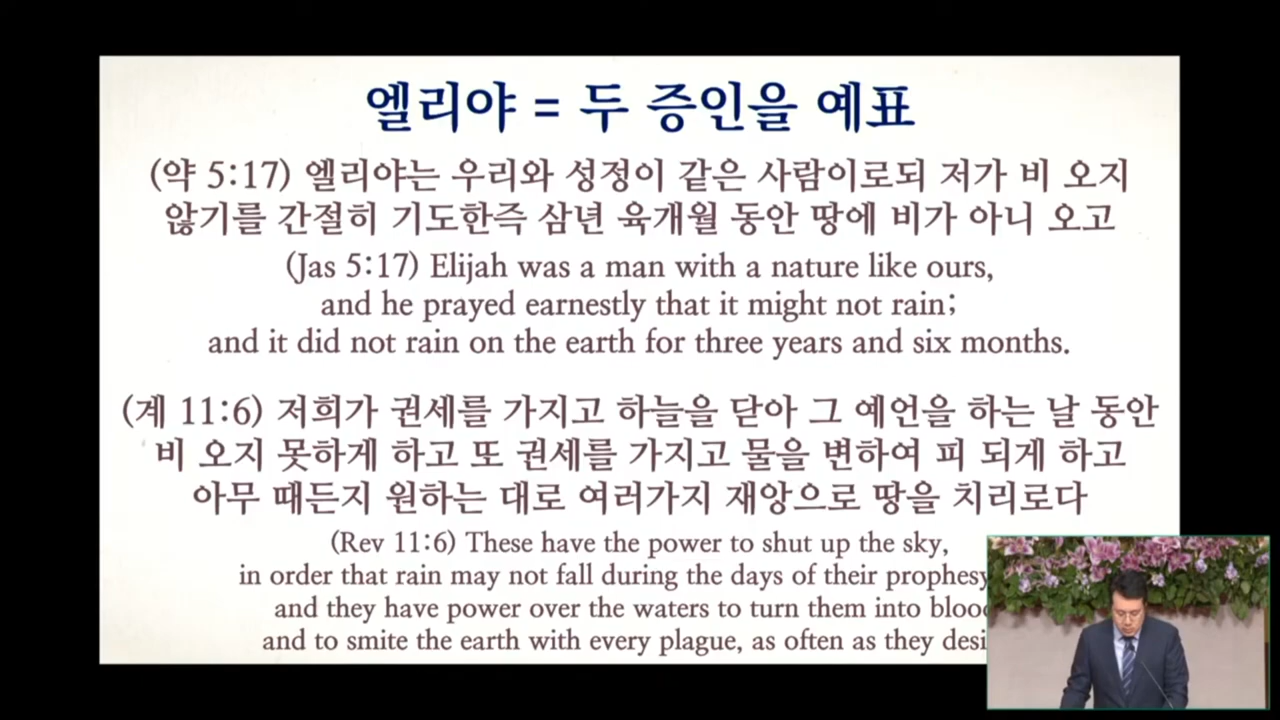 엘리야 = 두 증인을 예표
(약 5:17) 엘리야는 우리와 성정이 같은 사람이로되 저가 비 오지
않기를 간절히 기도한즉 삼년 육개월 동안 땅에 비가 아니 오고
(Jas 5:17) Elijah was a man with a nature like ours,
and he prayed earnestly that it might not rain;
and it did not rain on the earth for three years and six months.
(계 11:6) 저희가 권세를 가지고 하늘을 닫아 그 예언을 하는 날 동안
비 오지 못하게 하고 또 권세를 가지고 물을 변하여 피 되게 하고
아무 때든지 원하는 대로 여러가지 재앙으로 땅을 치리로다
(Rev 11:6) These have the power to shut up the sky,
in order that rain may not fall during the days of their
and they have power over the waters to turn them into
and to smite the earth with every plague, as often as they